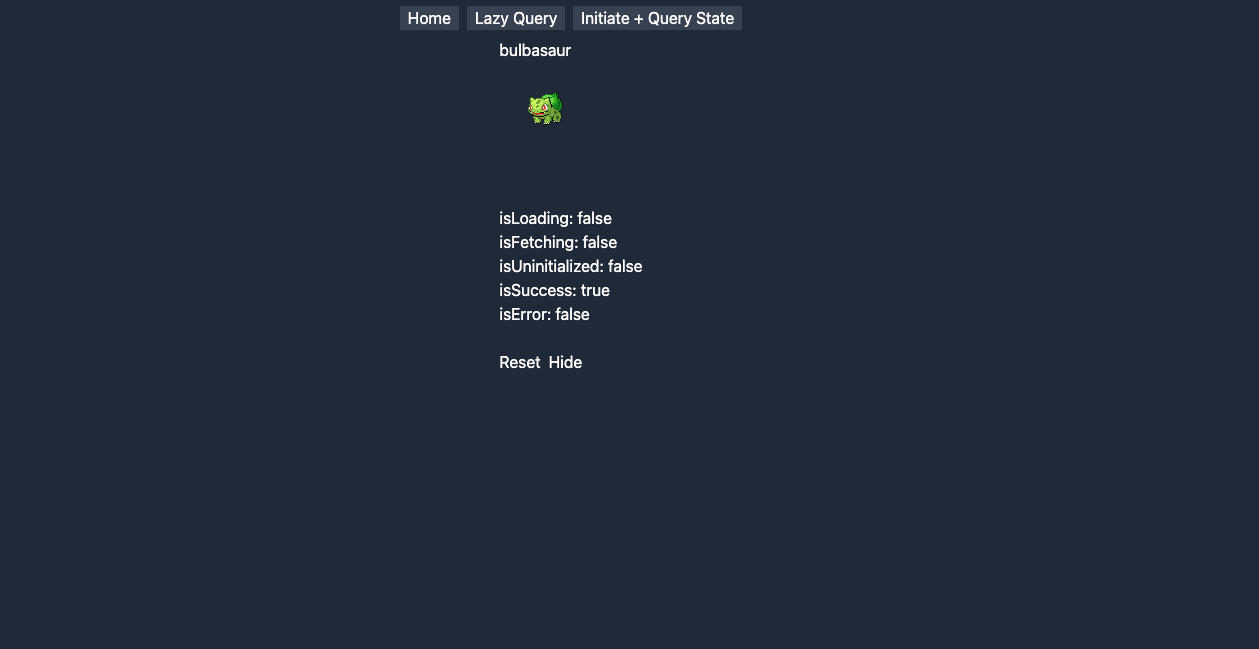 Home Lazy Query Initiate + Query State
bulbasaur
isLoading: false
isFetching: false
isUninitialized: false
isSuccess: true
isError: false
Reset Hide